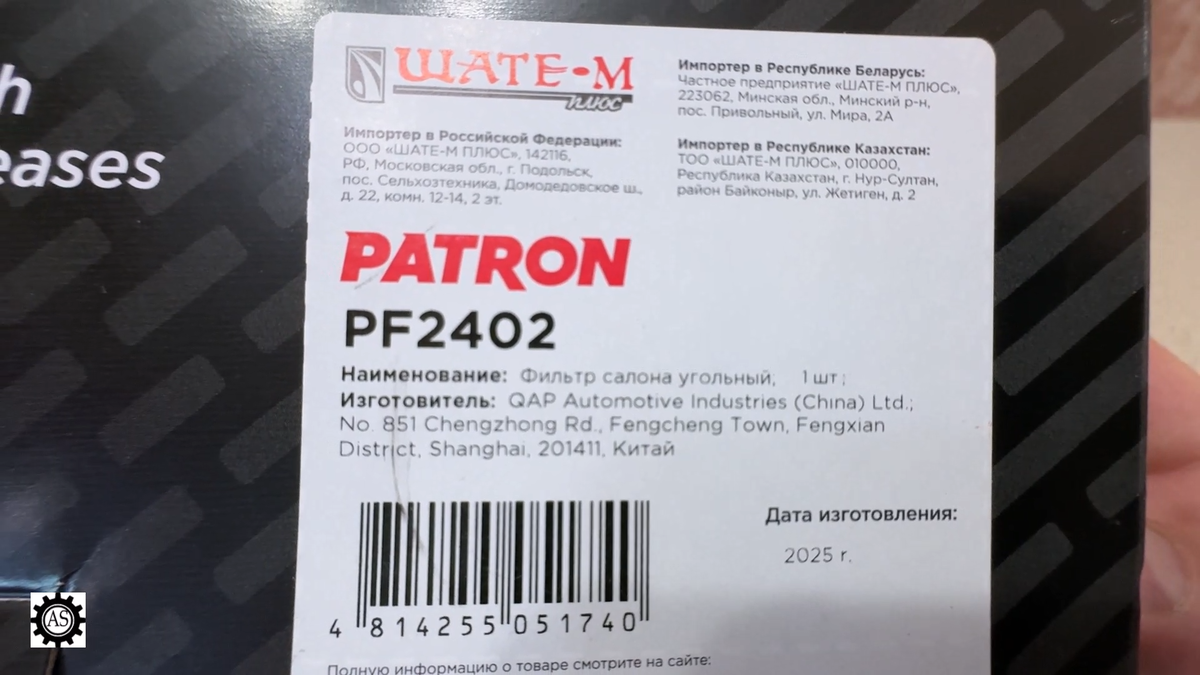 h
eases
ШАТЕ-М
плюс
Импортер в Российской Федерации:
ООО «ШАТЕ-М ПЛЮС», 142116,
РФ, Московская обл., г. Подольск,
пос. Сельхозтехника, Домодедовское ш.,
д. 22, комн. 12-14, 2 эт.
Импортер в Республике Беларусь:
Частное предприятие «ШАТЕ-М ПЛЮС»,
223062, Минская обл., Минский р-н,
пос. Привольный, ул. Мира, 2А
Импортер в Республике Казахстан:
ТОО «ШАТЕ-М ПЛЮС», 010000,
Республика Казахстан, г. Нур-Султан,
район Байконыр, ул. Жетиген, д. 2
PATRON
PF2402
Наименование: Фильтр салона угольный, 1 шт;
Изготовитель: QAP Automotive Industries (China) Ltd.;
No. 851 Chengzhong Rd., Fengcheng Town, Fengxian
District, Shanghai, 201411, Китай
Дата изготовления:
2025 г.
4 814255 051740
Полную информацию о товаре смотрите на сайте:
AS